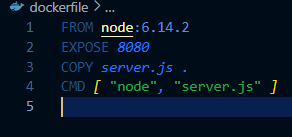 dockerfile > ...
1 FROM node:6.14.2
2 EXPOSE 8080
3 COPY server.js .
4 CMD [ "node", "server.js" ]
5